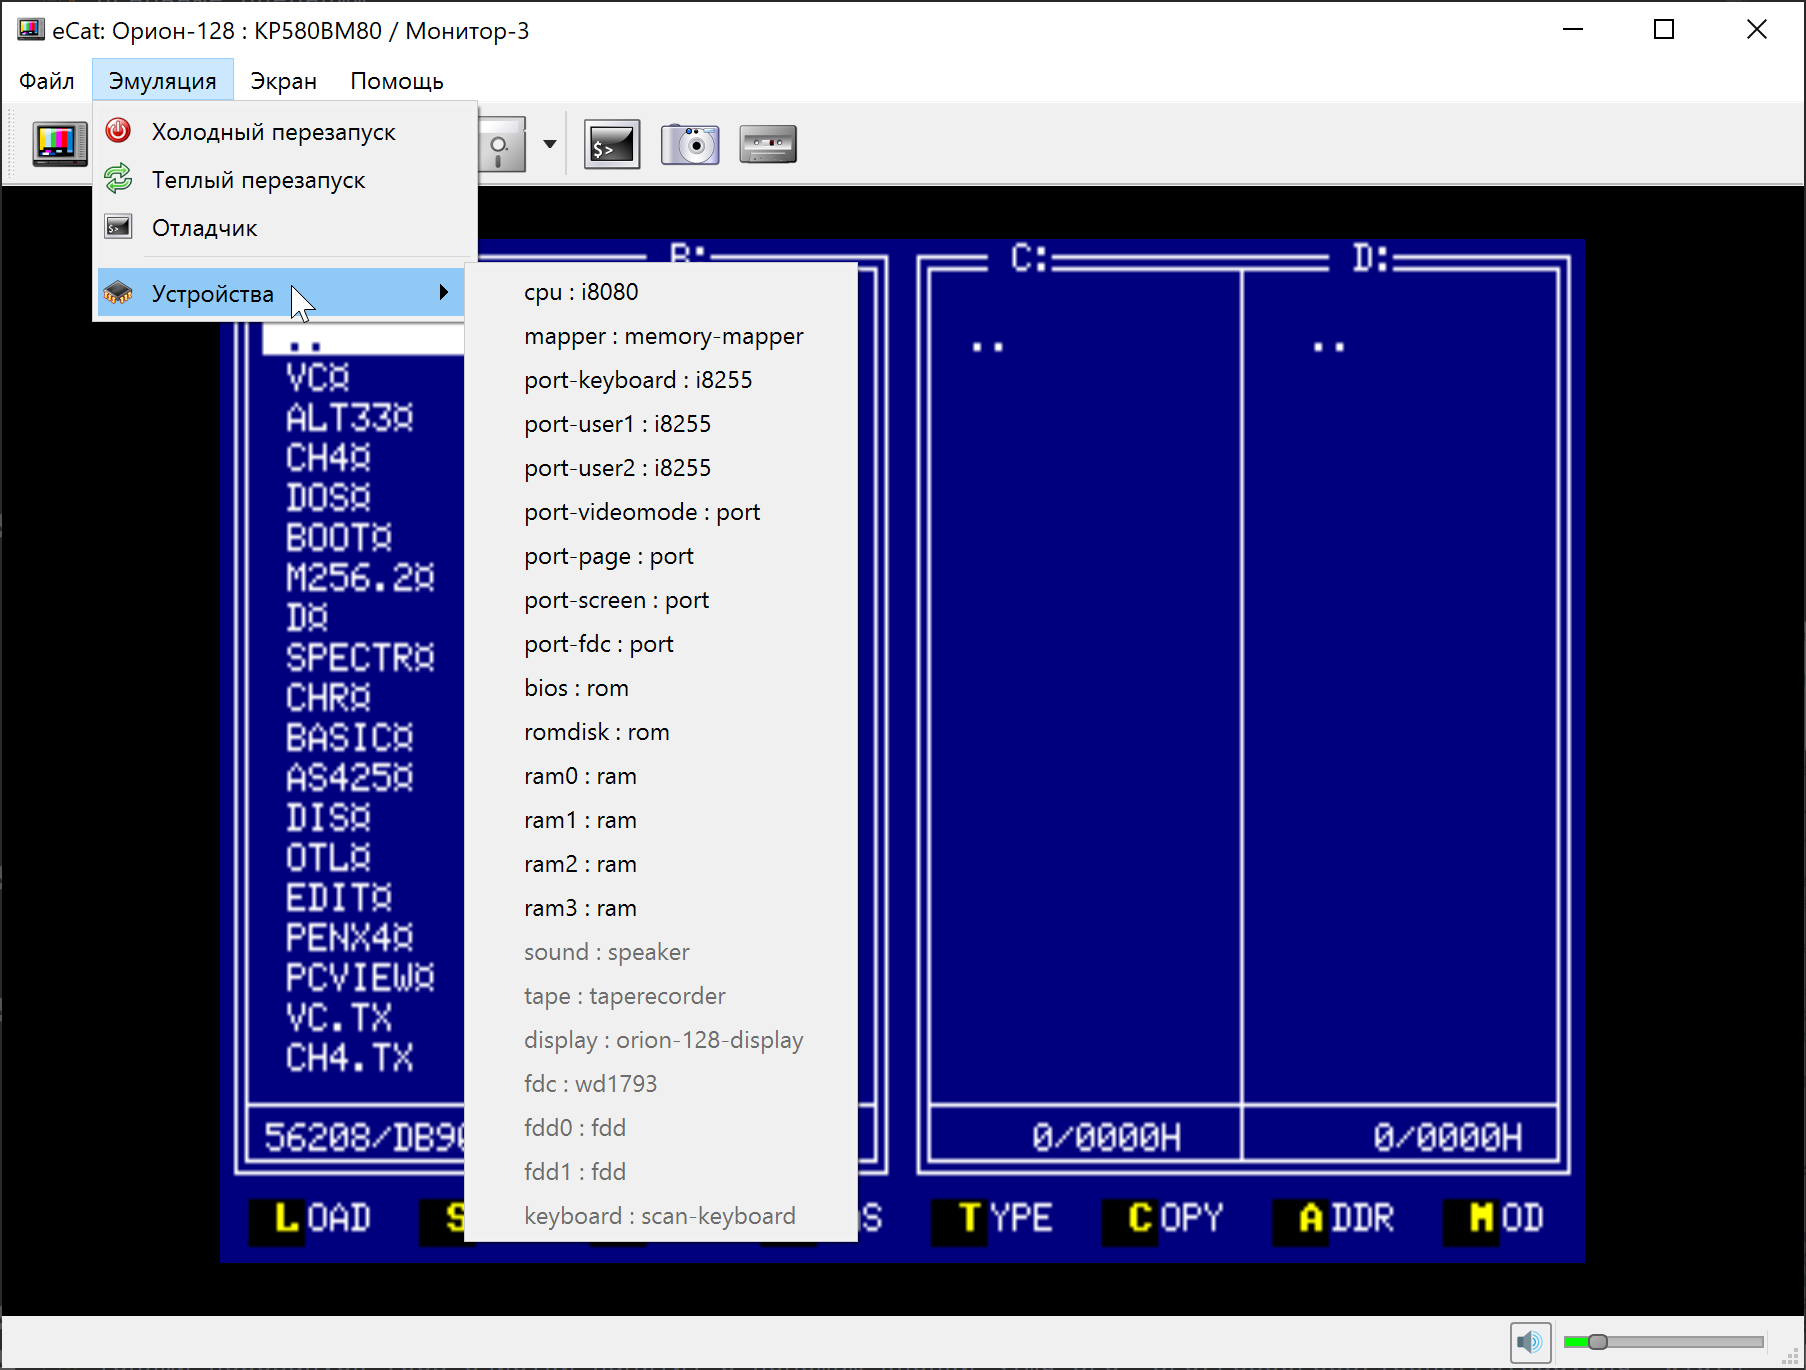 eCat: Орион-128 : КР580ВМ80 / Монитор-3
Файл Эмуляция Экран Помощь
Холодный перезапуск
Теплый перезапуск
Отладчик
Устройства
$>
cpu : i8080
mapper : memory-mapper
port-keyboard : i8255
port-user1 : i8255
port-user2 : i8255
port-videomode : port
port-page : port
port-screen : port
port-fdc : port
bios : rom
romdisk : rom
ram0 : ram
ram1 : ram
ram2 : ram
ram3 : ram
sound : speaker
tape : taperecorder
display : orion-128-display
fdc : wd1793
fdd0 : fdd
fdd1 : fdd
keyboard : scan-keyboard
B: C: D:
.. .. ..
VC¤
ALT33¤
CH4¤
DOS¤
BOOT¤
M256.2¤
D¤
SPECTR¤
CHR¤
BASIC¤
AS425¤
DIS¤
OTL¤
EDIT¤
PENX4¤
PCVIEW¤
VC.TX
CH4.TX
56208/DB90 0/0000H 0/0000H
LOAD S S TYPE COPY ADDR MOD